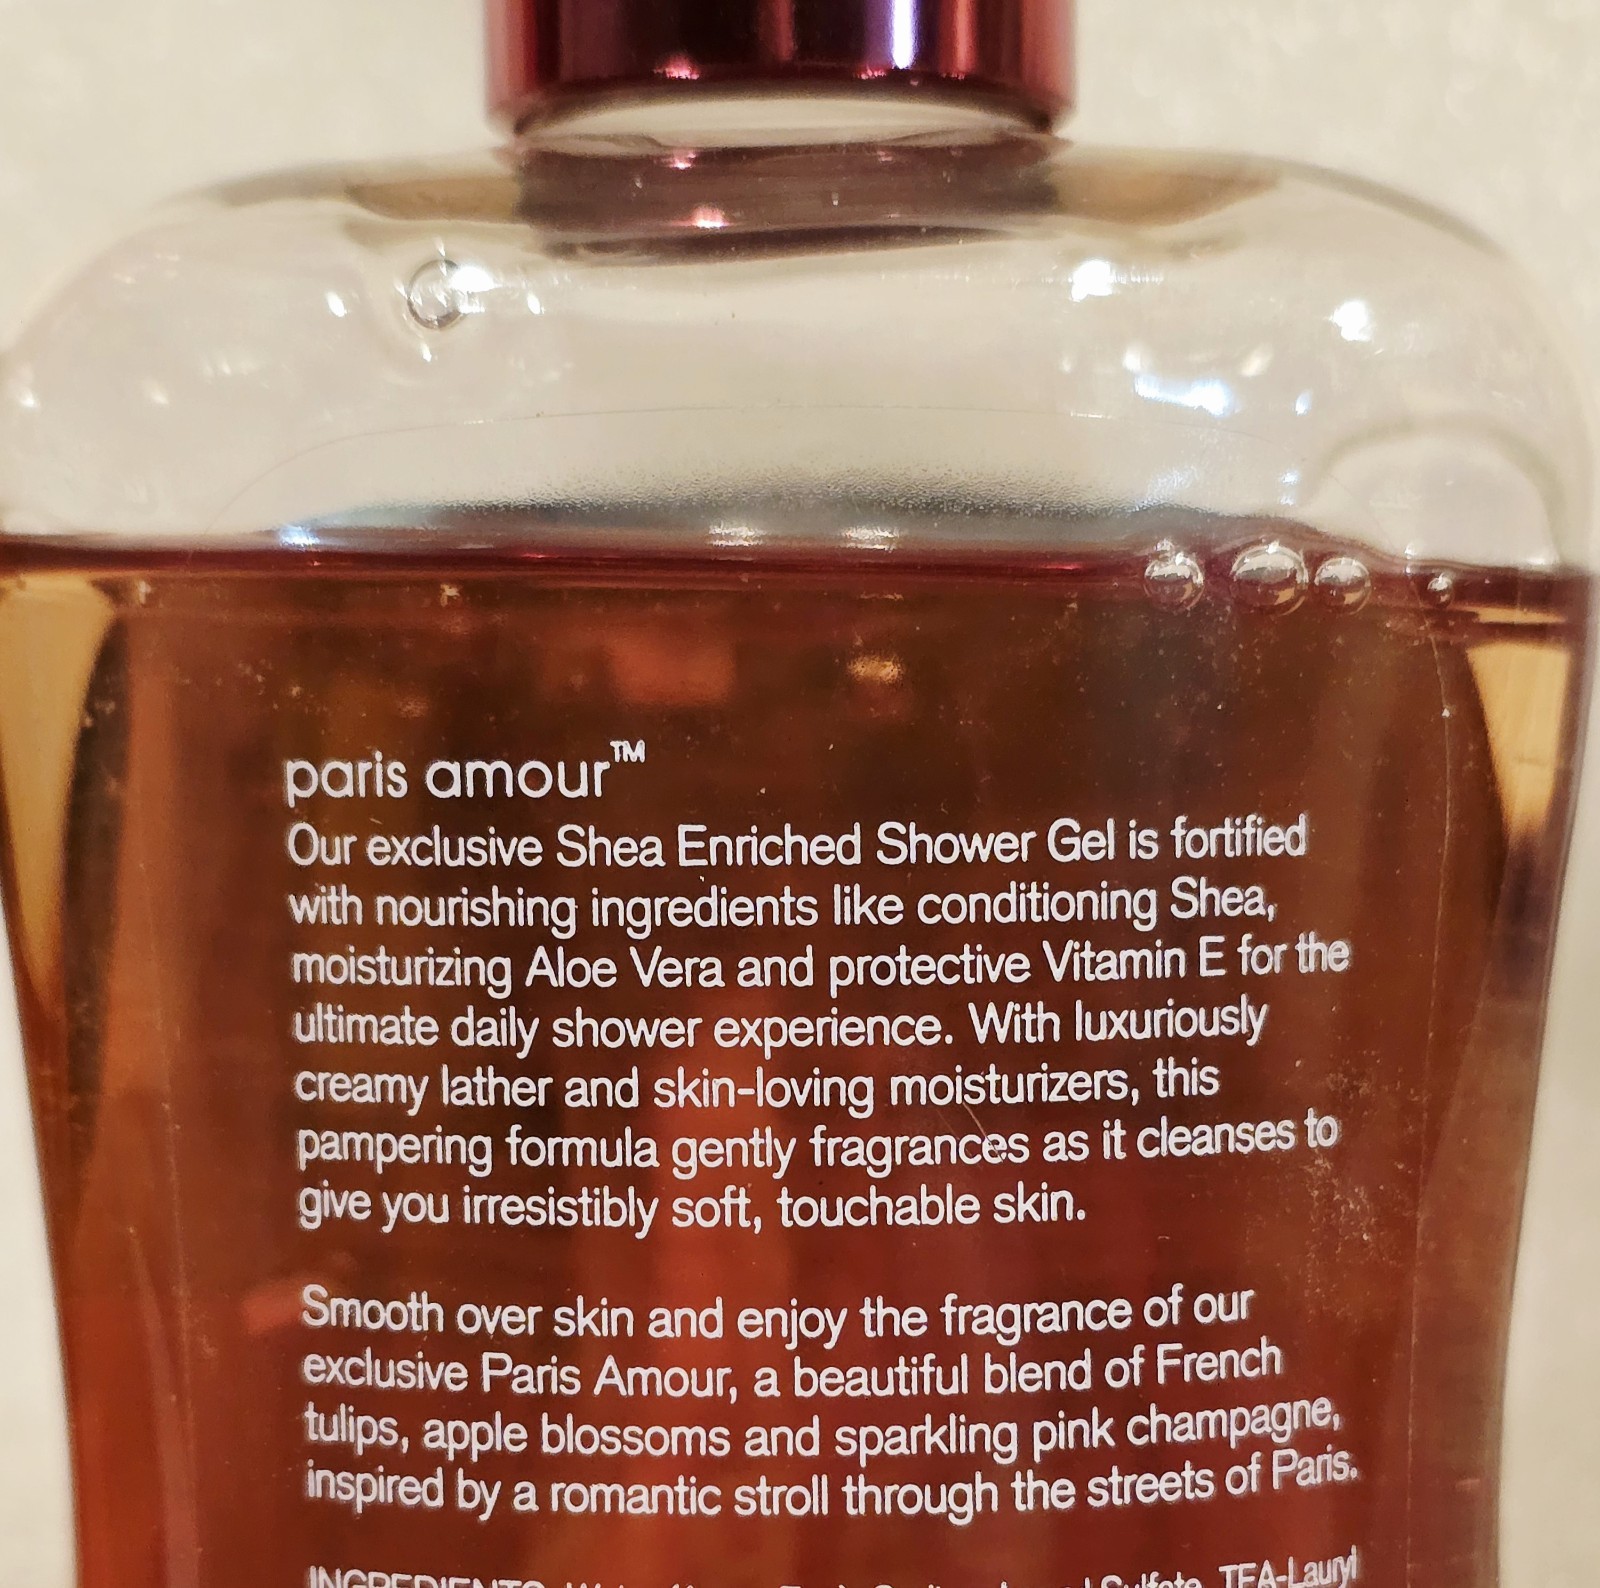 paris amour™
Our exclusive Shea Enriched Shower Gel is fortified
with nourishing ingredients like conditioning Shea,
moisturizing Aloe Vera and protective Vitamin E for the
ultimate daily shower experience. With luxuriously
creamy lather and skin-loving moisturizers, this
pampering formula gently fragrances as it cleanses to
give you irresistibly soft, touchable skin.
Smooth over skin and enjoy the fragrance of our
exclusive Paris Amour, a beautiful blend of French
tulips, apple blossoms and sparkling pink champagne,
inspired by a romantic stroll through the streets of Paris.
INGREDIENTS: Sulfate, TEA-Lauryl